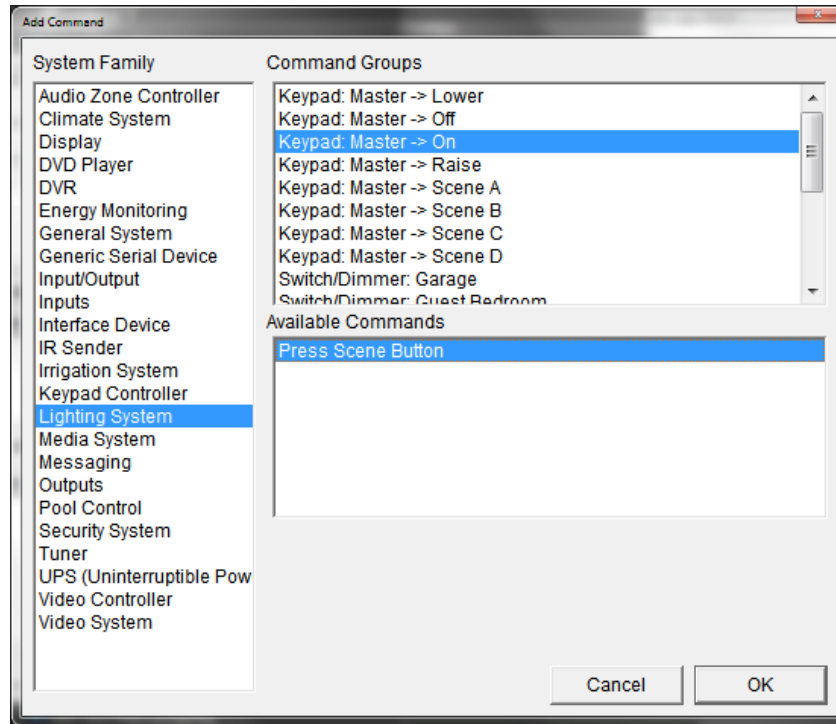 Add Command
System Family
Audio Zone Controller
Climate System
Display
DVD Player
DVR
Energy Monitoring
General System
Generic Serial Device
Input/Output
Inputs
Interface Device
IR Sender
Irrigation System
Keypad Controller
Lighting System
Media System
Messaging
Outputs
Pool Control
Security System
Tuner
UPS (Uninterruptible Pow
Video Controller
Video System
Command Groups
Keypad: Master -> Lower
Keypad: Master -> Off
Keypad: Master -> On
Keypad: Master -> Raise
Keypad: Master -> Scene A
Keypad: Master -> Scene B
Keypad: Master -> Scene C
Keypad: Master -> Scene D
Switch/Dimmer: Garage
Switch/Dimmer: Guest Bedroom
Available Commands
Press Scene Button
Cancel
OK